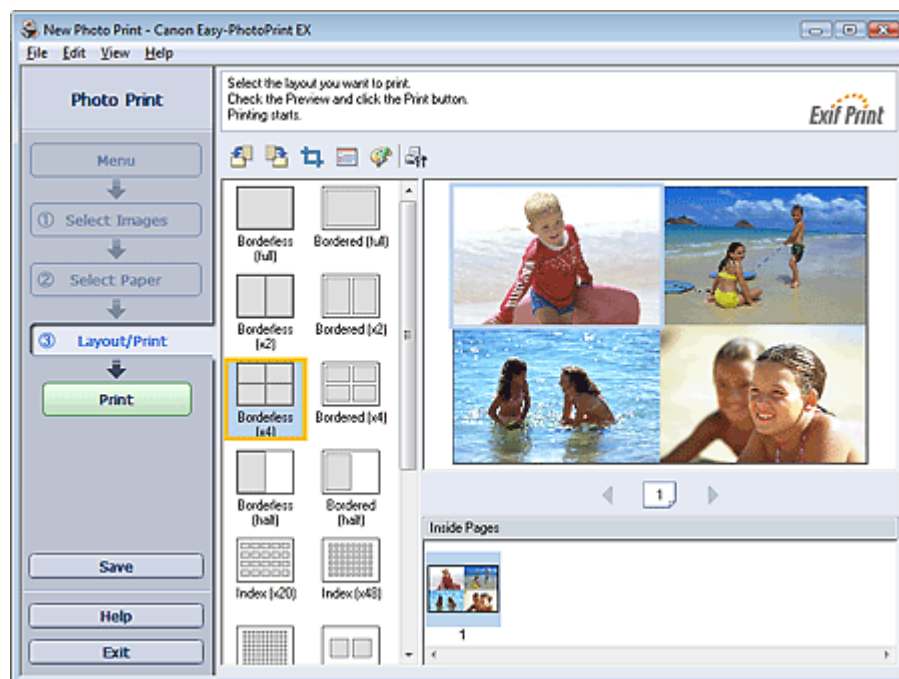 New Photo Print - Canon Easy-PhotoPrint EX
File Edit View Help
Photo Print
Select the layout you want to print.
Check the Preview and click the Print button.
Printing starts.
Exif Print
Menu
① Select Images
② Select Paper
③ Layout/Print
Print
Save
Help
Exit
Borderless
(full)
Bordered (full)
Borderless
(x2)
Bordered (x2)
Borderless
(x4)
Bordered (x4)
Borderless
(half)
Bordered
(half)
Index (x20)
Index (x48)
1
Inside Pages
1